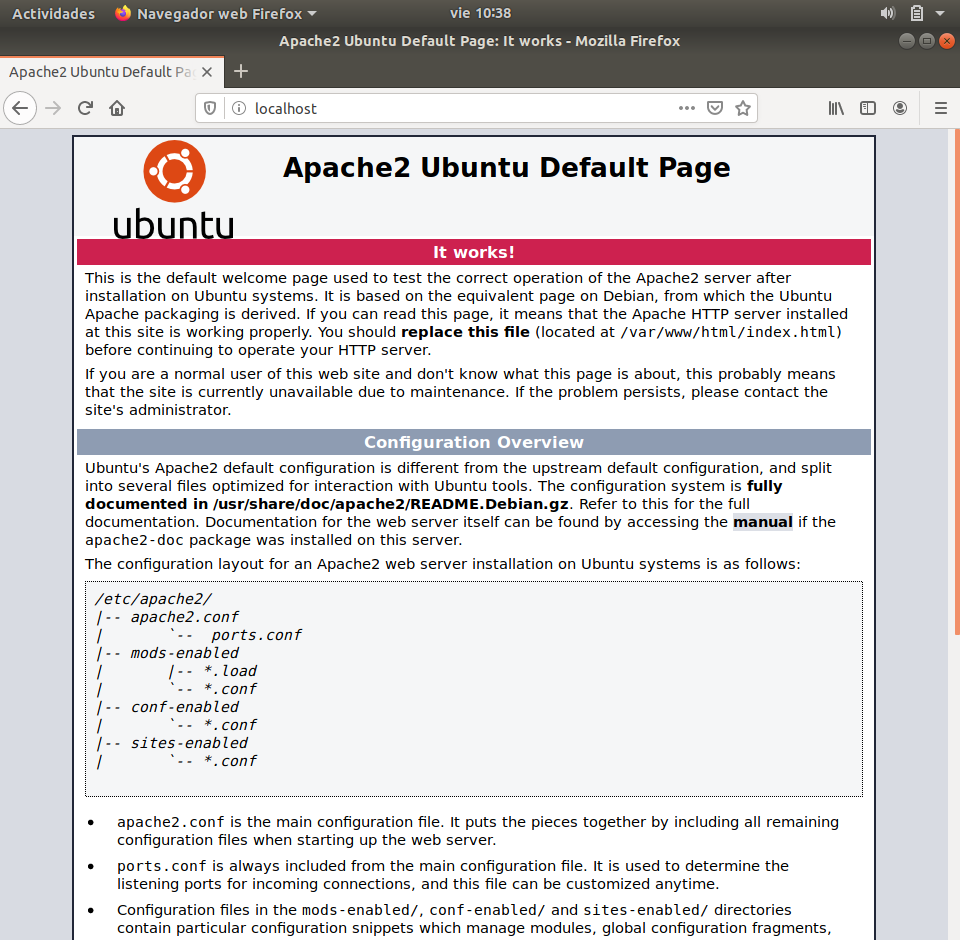 Actividades Navegador web Firefox vie 10:38
Apache2 Ubuntu Default Page: It works - Mozilla Firefox
Apache2 Ubuntu Default Pa
localhost
ubuntu
Apache2 Ubuntu Default Page
It works!
This is the default welcome page used to test the correct operation of the Apache2 server after
installation on Ubuntu systems. It is based on the equivalent page on Debian, from which the Ubuntu
Apache packaging is derived. If you can read this page, it means that the Apache HTTP server installed
at this site is working properly. You should replace this file (located at /var/www/html/index.html)
before continuing to operate your HTTP server.
If you are a normal user of this web site and don't know what this page is about, this probably means
that the site is currently unavailable due to maintenance. If the problem persists, please contact the
site's administrator.
Configuration Overview
Ubuntu's Apache2 default configuration is different from the upstream default configuration, and split
into several files optimized for interaction with Ubuntu tools. The configuration system is fully
documented in /usr/share/doc/apache2/README.Debian.gz. Refer to this for the full
documentation. Documentation for the web server itself can be found by accessing the manual if the
apache2-doc package was installed on this server.
The configuration layout for an Apache2 web server installation on Ubuntu systems is as follows:
/etc/apache2/
|-- apache2.conf
|       `--  ports.conf
|-- mods-enabled
|       |-- *.load
|       `-- *.conf
|-- conf-enabled
|       `-- *.conf
|-- sites-enabled
|       `-- *.conf
• apache2.conf is the main configuration file. It puts the pieces together by including all remaining
configuration files when starting up the web server.
• ports.conf is always included from the main configuration file. It is used to determine the
listening ports for incoming connections, and this file can be customized anytime.
• Configuration files in the mods-enabled/, conf-enabled/ and sites-enabled/ directories
contain particular configuration snippets which manage modules, global configuration fragments,